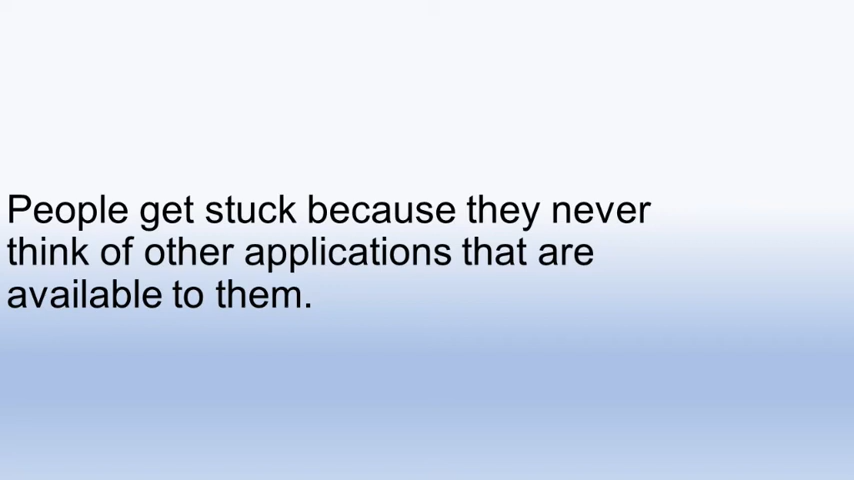 People get stuck because they never
think of other applications that are
available to them.